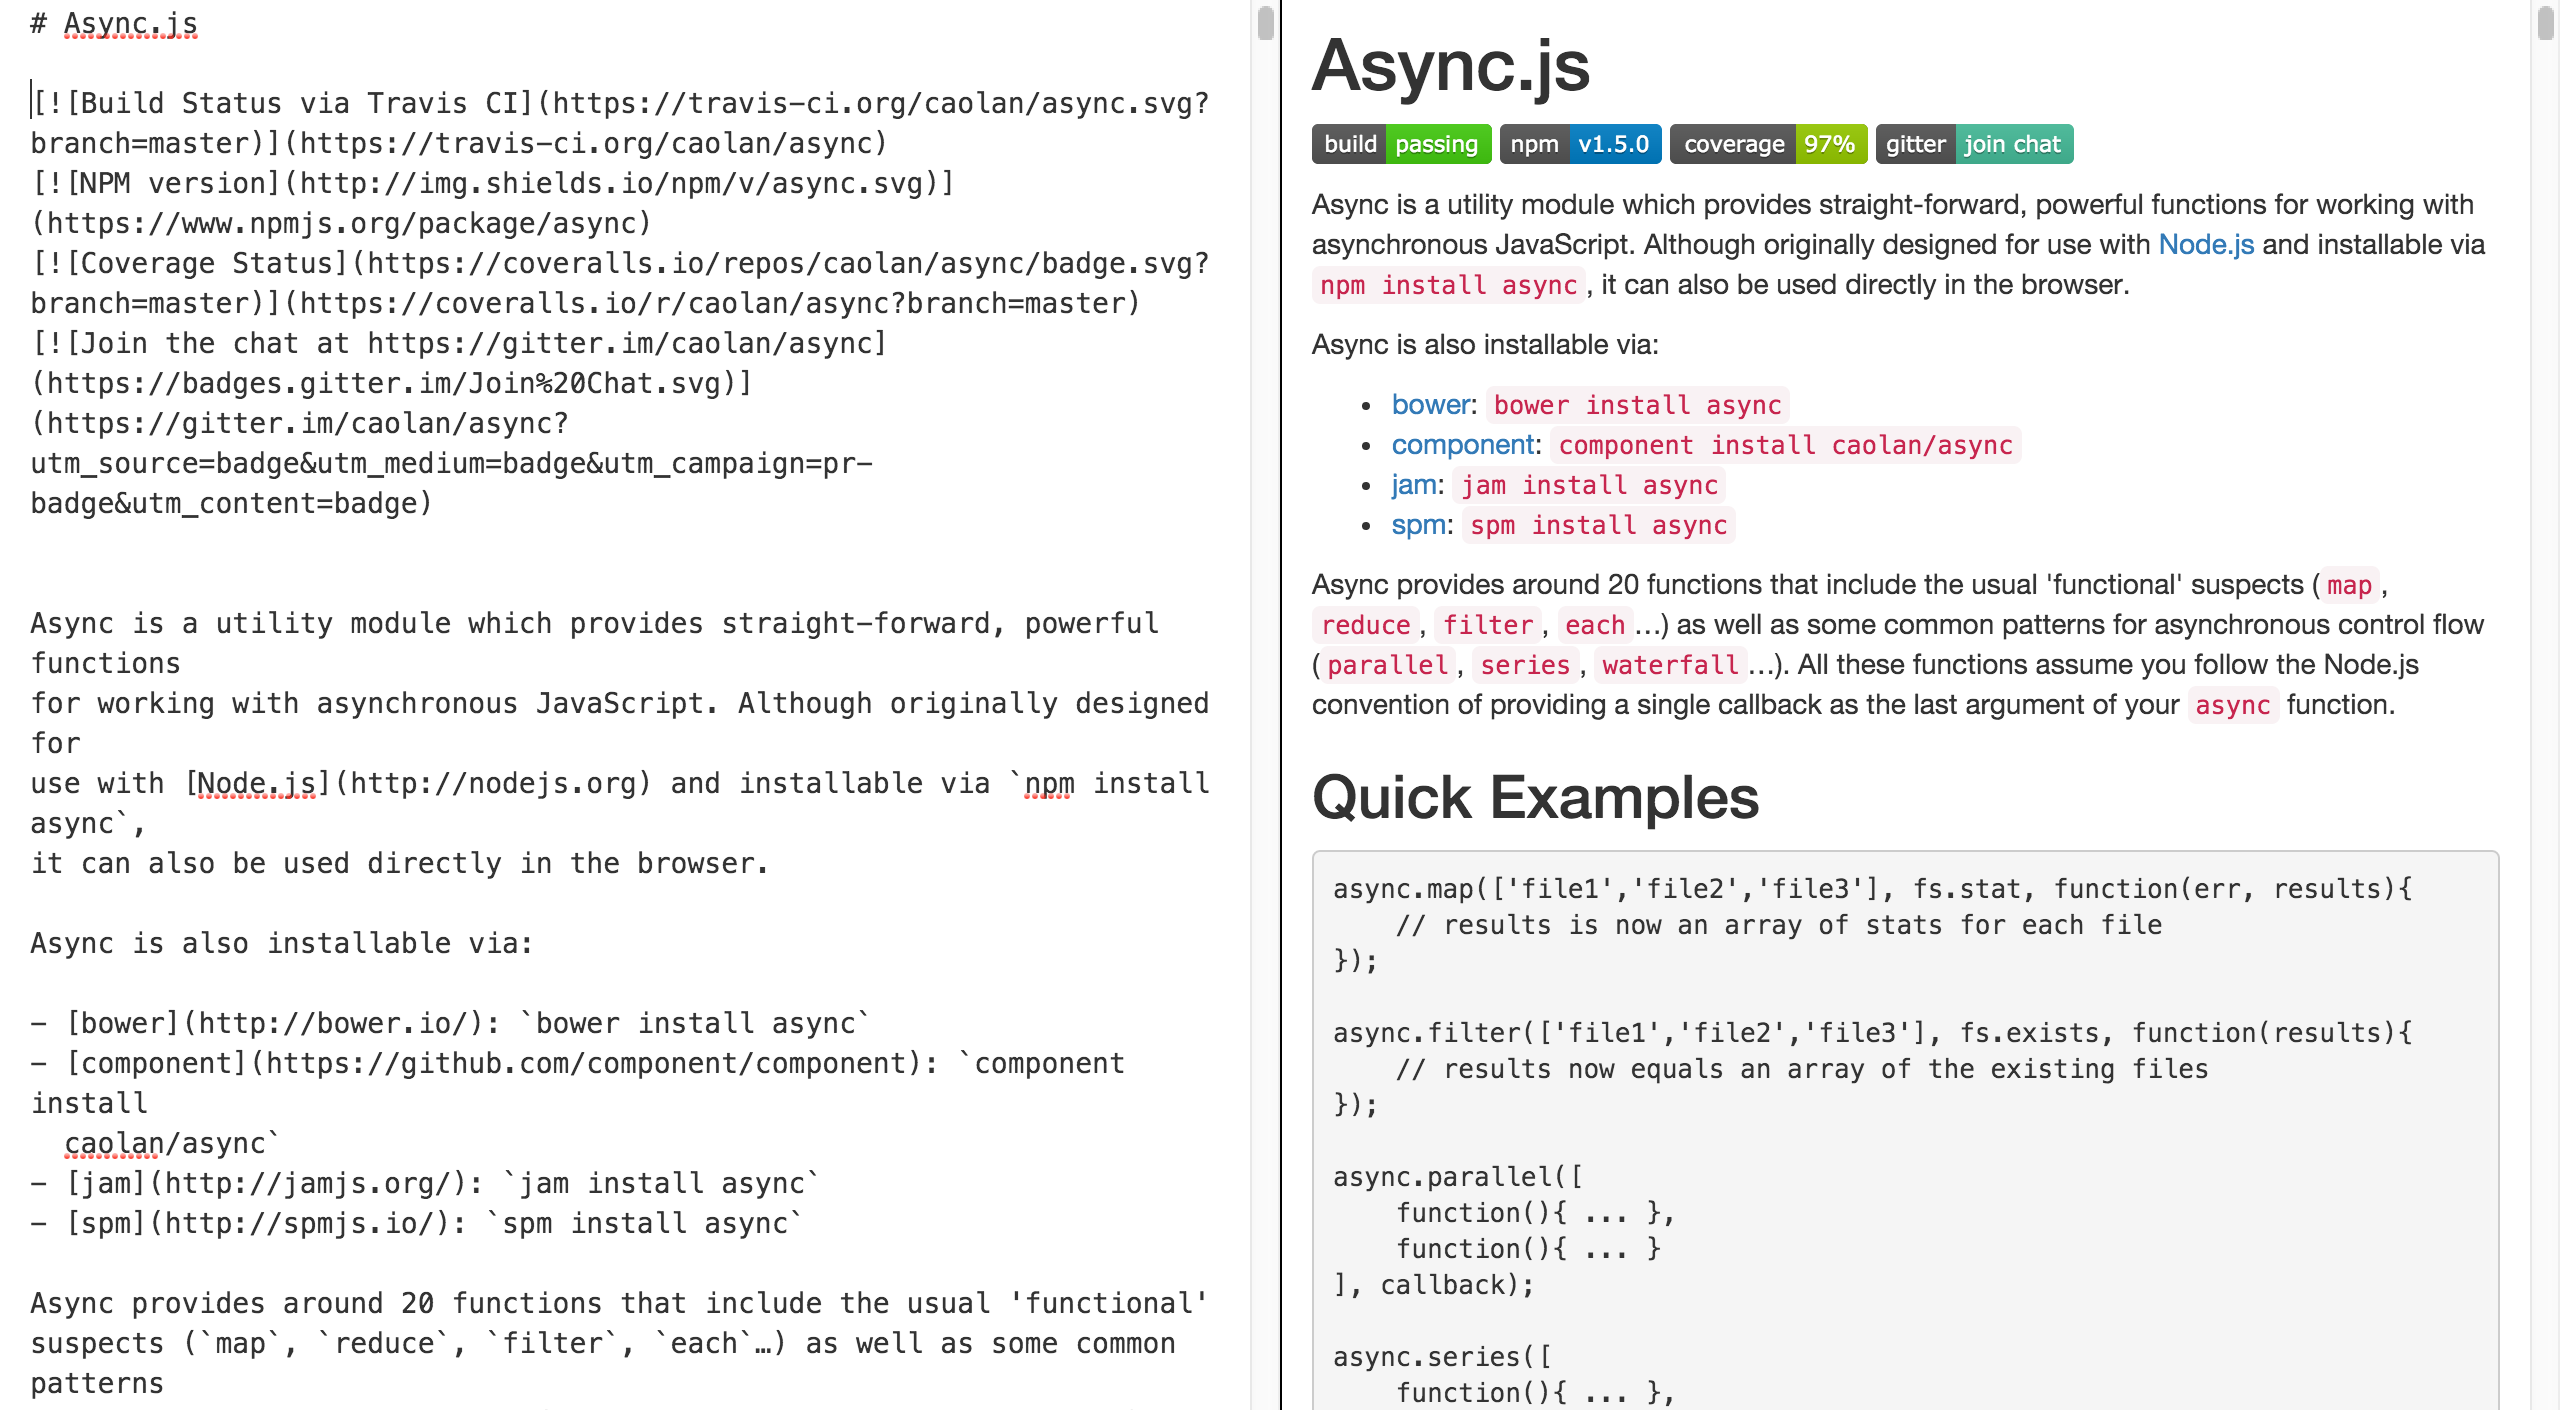 # Async.js

[![Build Status via Travis CI](https://travis-ci.org/caolan/async.svg?
branch=master)](https://travis-ci.org/caolan/async)
[![NPM version](http://img.shields.io/npm/v/async.svg)]
(https://www.npmjs.org/package/async)
[![Coverage Status](https://coveralls.io/repos/caolan/async/badge.svg?
branch=master)](https://coveralls.io/r/caolan/async?branch=master)
[![Join the chat at https://gitter.im/caolan/async]
(https://badges.gitter.im/Join%20Chat.svg)]
(https://gitter.im/caolan/async?
utm_source=badge&utm_medium=badge&utm_campaign=pr-
badge&utm_content=badge)

Async is a utility module which provides straight-forward, powerful
functions
for working with asynchronous JavaScript. Although originally designed
for
use with [Node.js](http://nodejs.org) and installable via `npm install
async`,
it can also be used directly in the browser.

Async is also installable via:

- [bower](http://bower.io/): `bower install async`
- [component](https://github.com/component/component): `component
install
  caolan/async`
- [jam](http://jamjs.org/): `jam install async`
- [spm](http://spmjs.io/): `spm install async`

Async provides around 20 functions that include the usual 'functional'
suspects (`map`, `reduce`, `filter`, `each`…) as well as some common
patterns

Async.js
build passing npm v1.5.0 coverage 97% gitter join chat
Async is a utility module which provides straight-forward, powerful functions for working with
asynchronous JavaScript. Although originally designed for use with Node.js and installable via
npm install async, it can also be used directly in the browser.
Async is also installable via:
• bower: bower install async
• component: component install caolan/async
• jam: jam install async
• spm: spm install async
Async provides around 20 functions that include the usual 'functional' suspects (map,
reduce, filter, each…) as well as some common patterns for asynchronous control flow
(parallel, series, waterfall…). All these functions assume you follow the Node.js
convention of providing a single callback as the last argument of your async function.
Quick Examples
async.map(['file1','file2','file3'], fs.stat, function(err, results){
    // results is now an array of stats for each file
});

async.filter(['file1','file2','file3'], fs.exists, function(results){
    // results now equals an array of the existing files
});

async.parallel([
    function(){ ... },
    function(){ ... }
], callback);

async.series([
    function(){ ... },